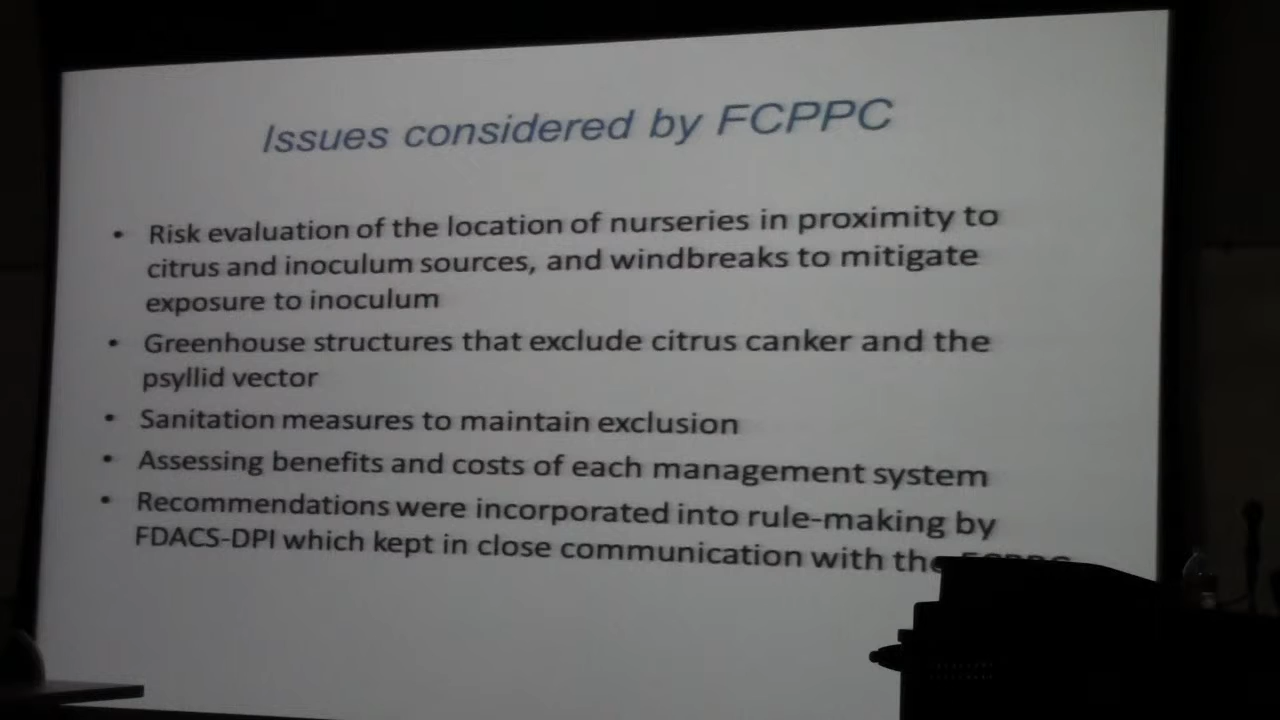 Issues considered by FCPPC
• Risk evaluation of the location of nurseries in proximity to
citrus and inoculum sources, and windbreaks to mitigate
exposure to inoculum
• Greenhouse structures that exclude citrus canker and the
psyllid vector
• Sanitation measures to maintain exclusion
• Assessing benefits and costs of each management system
• Recommendations were incorporated into rule-making by
FDACS-DPI which kept in close communication with the